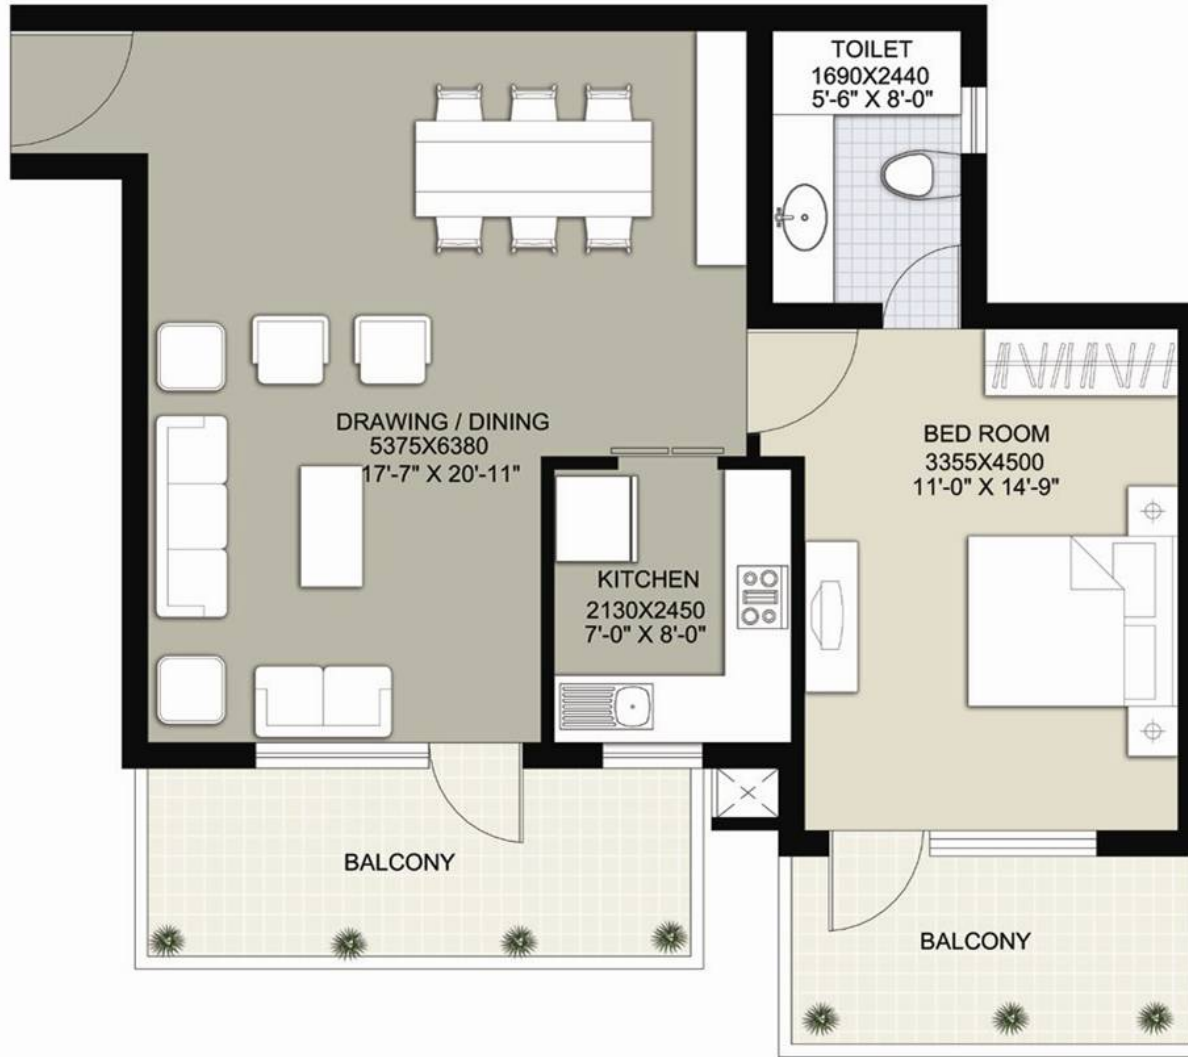 TOILET
1690X2440
5'-6" X 8'-0"
DRAWING / DINING
5375X6380
17'-7" X 20'-11"
BED ROOM
3355X4500
11'-0" X 14'-9"
KITCHEN
2130X2450
7'-0" X 8'-0"
BALCONY
BALCONY